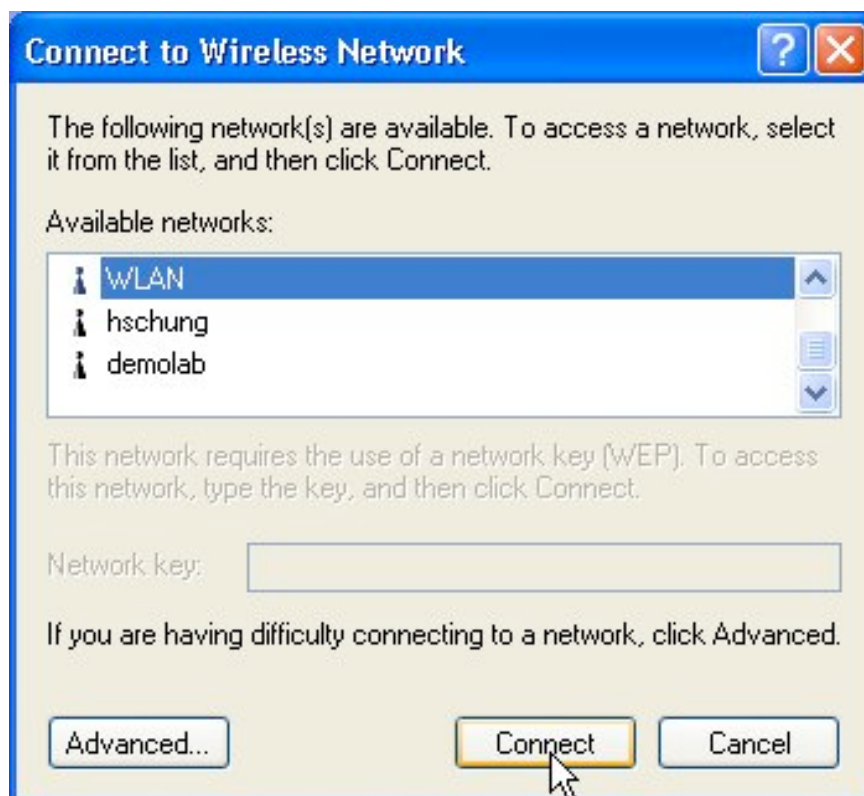 Connect to Wireless Network
The following network(s) are available. To access a network, select
it from the list, and then click Connect.
Available networks:
WLAN
hschung
demolab
This network requires the use of a network key (WEP). To access
this network, type the key, and then click Connect.
Network key:
If you are having difficulty connecting to a network, click Advanced.
Advanced...
Connect
Cancel